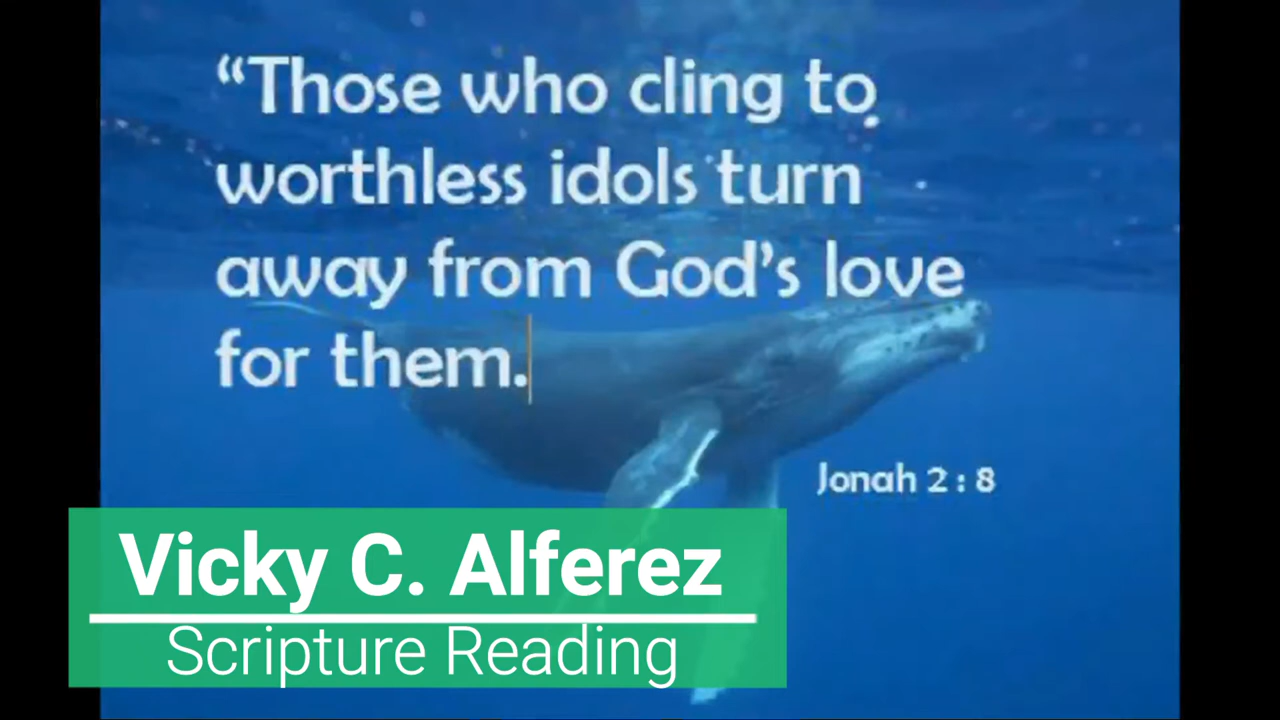 “Those who cling to
worthless idols turn
away from God’s love
for them.
Jonah 2 : 8
Vicky C. Alferez
Scripture Reading